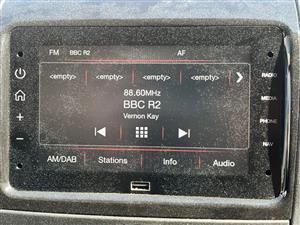 FM BBC R2 AF
<empty> <empty> <empty> <empty>
RADIO
88.60MHz
MEDIA
BBC R2
Vernon Kay
PHONE
NAV
AM/DAB Stations Info Audio